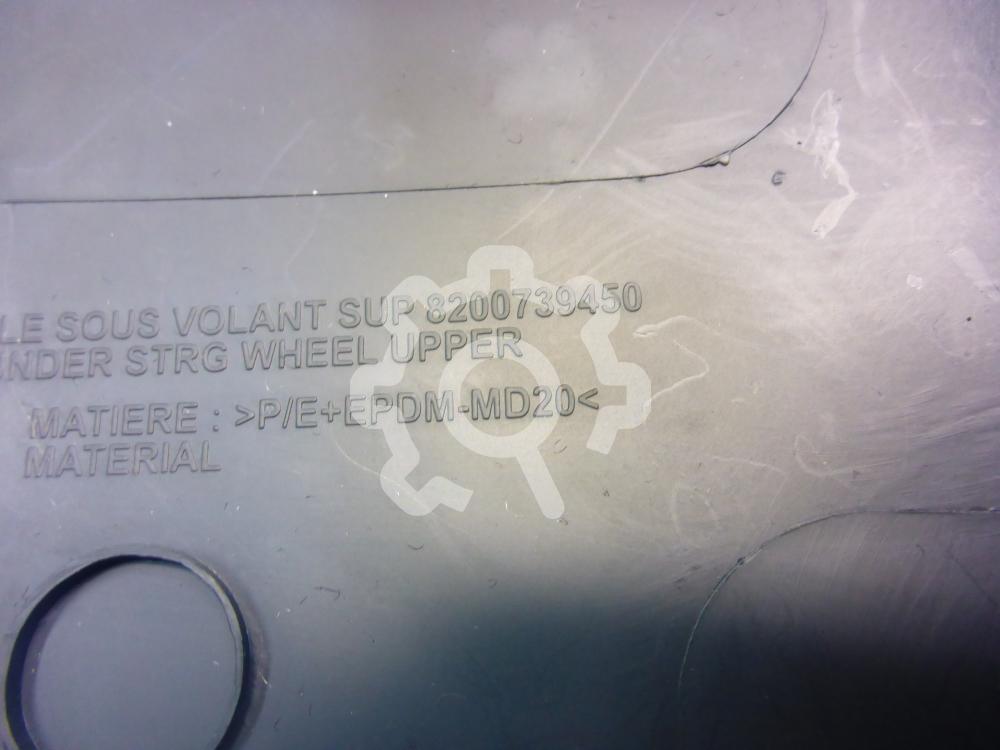 LE SOUS VOLANT SUP 8200739450
NDER STRG WHEEL UPPER
MATIERE : >P/E+EPDM-MD20<
MATERIAL